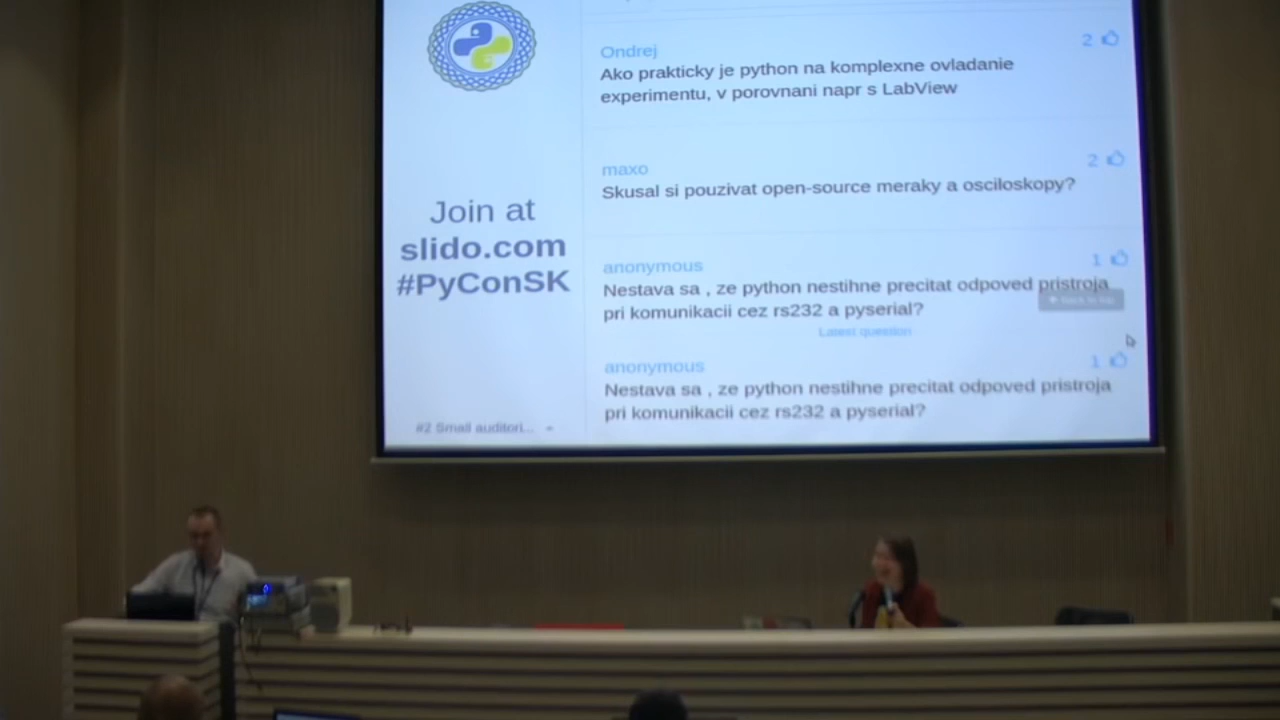 Join at
slido.com
#PyConSK
#2 Small auditori...
Ondrej
2
Ako prakticky je python na komplexne ovladanie
experimentu, v porovnani napr s LabView
maxo
2
Skusal si pouzivat open-source meraky a osciloskopy?
anonymous
1
Nestava sa , ze python nestihne precitat odpoved pristroja
pri komunikacii cez rs232 a pyserial?
Latest question
anonymous
1
Nestava sa , ze python nestihne precitat odpoved pristroja
pri komunikacii cez rs232 a pyserial?